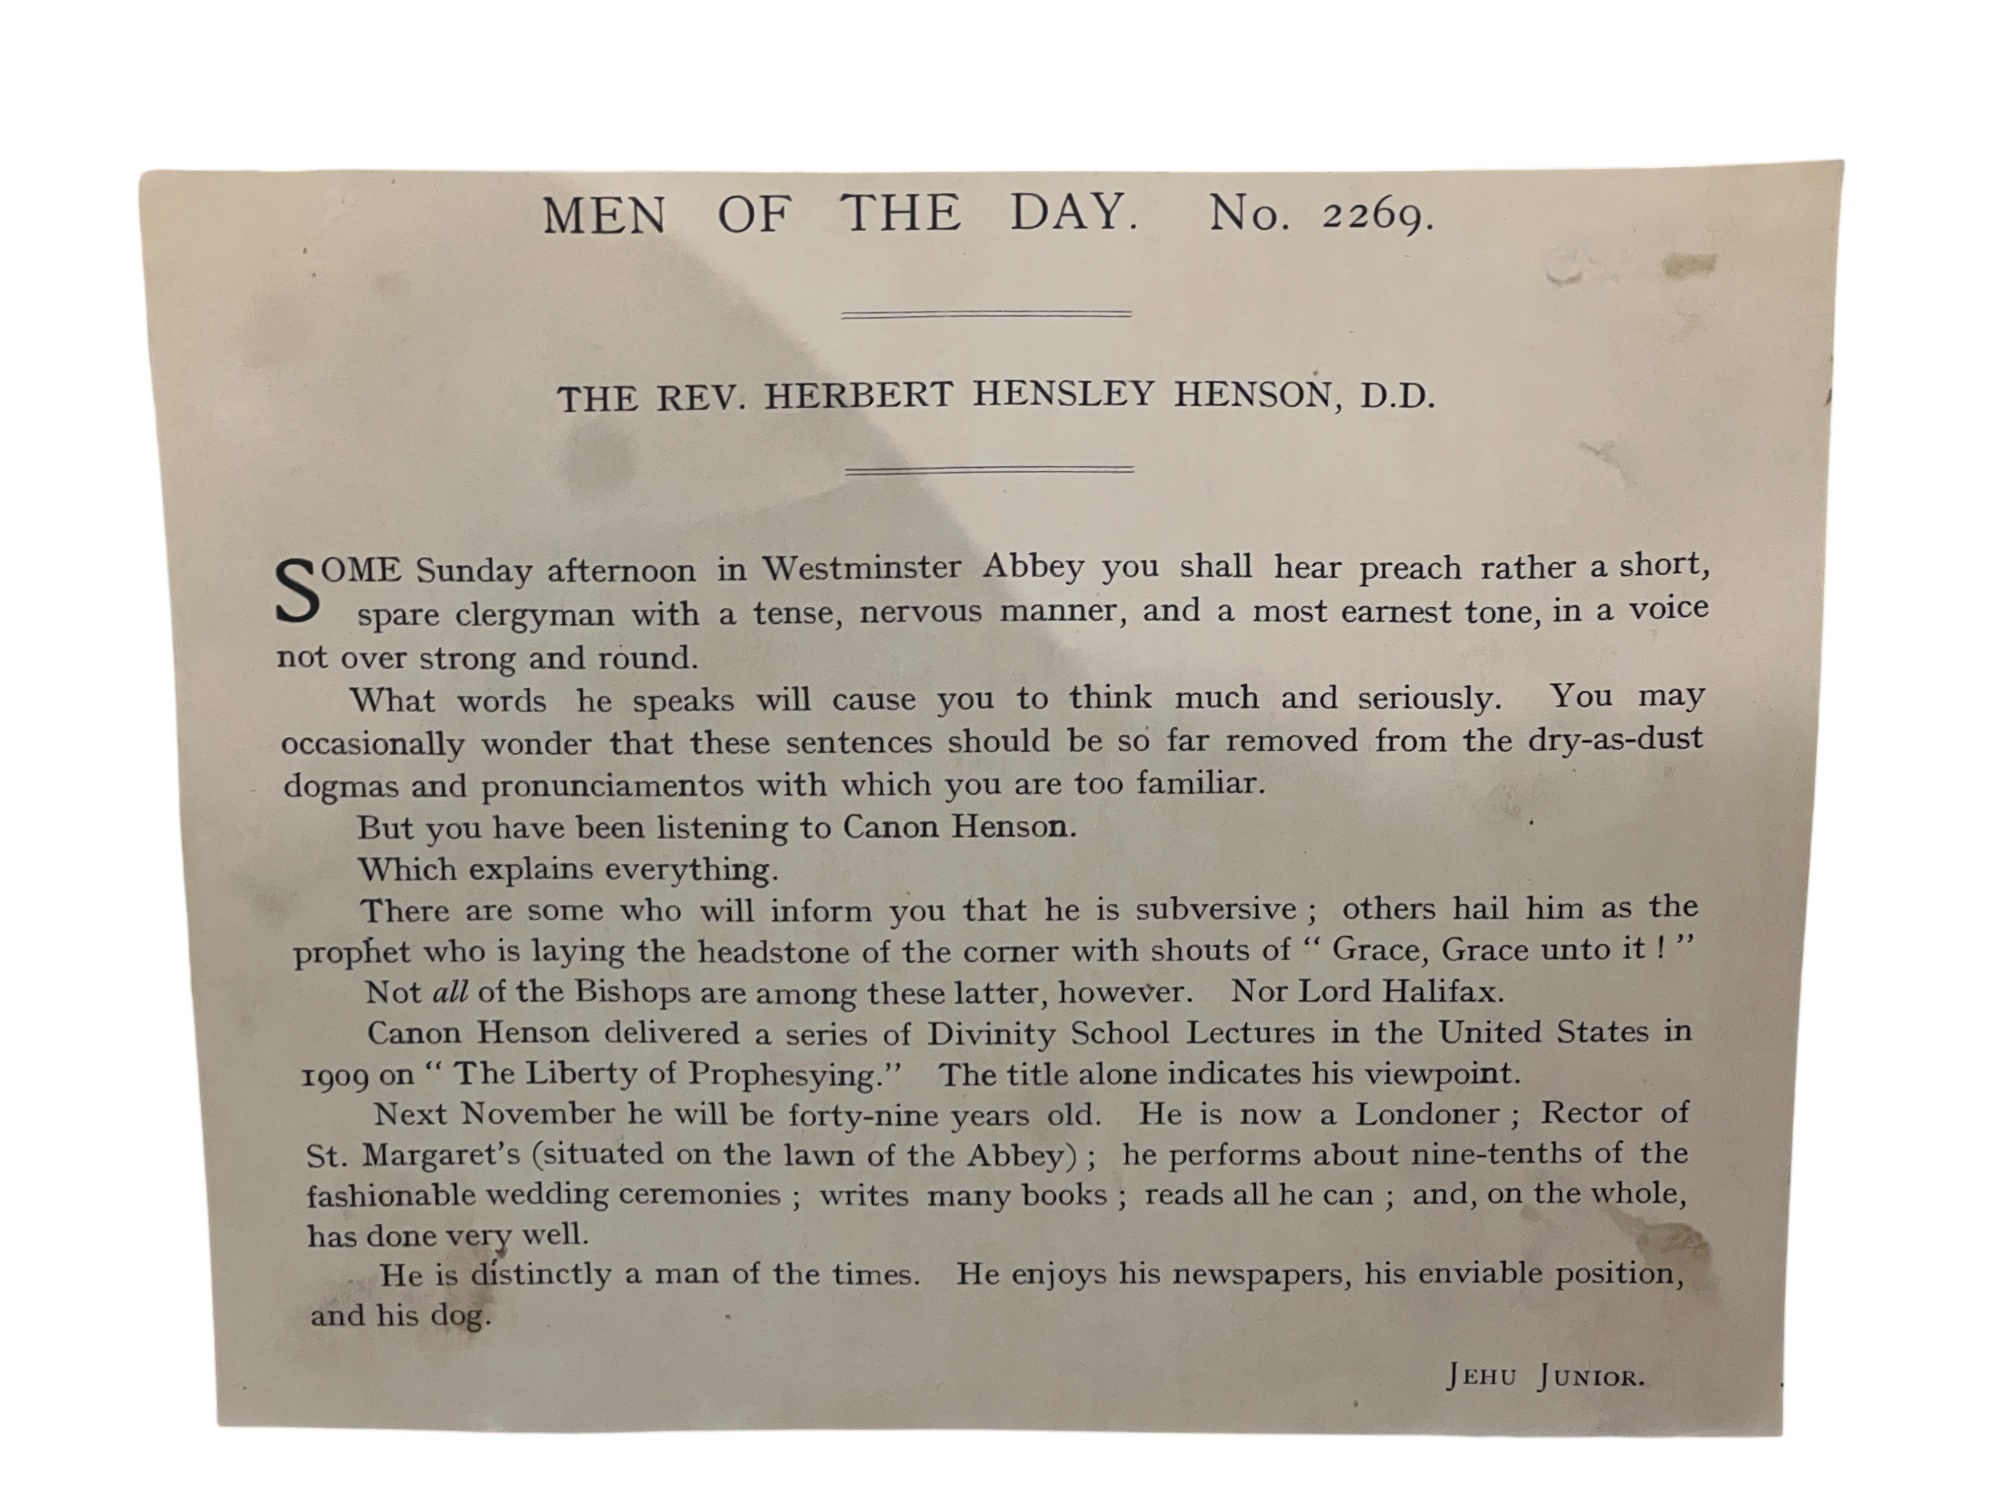 MEN OF THE DAY. No. 2269.
THE REV. HERBERT HENSLEY HENSON, D.D.
SOME Sunday afternoon in Westminster Abbey you shall hear preach rather a short,
spare clergyman with a tense, nervous manner, and a most earnest tone, in a voice
not over strong and round.
What words he speaks will cause you to think much and seriously. You may
occasionally wonder that these sentences should be so far removed from the dry-as-dust
dogmas and pronunciamentos with which you are too familiar.
But you have been listening to Canon Henson.
Which explains everything.
There are some who will inform you that he is subversive ; others hail him as the
prophet who is laying the headstone of the corner with shouts of “ Grace, Grace unto it ! ”
Not all of the Bishops are among these latter, however. Nor Lord Halifax.
Canon Henson delivered a series of Divinity School Lectures in the United States in
1909 on “ The Liberty of Prophesying.” The title alone indicates his viewpoint.
Next November he will be forty-nine years old. He is now a Londoner ; Rector of
St. Margaret’s (situated on the lawn of the Abbey) ; he performs about nine-tenths of the
fashionable wedding ceremonies ; writes many books ; reads all he can ; and, on the whole,
has done very well.
He is distinctly a man of the times. He enjoys his newspapers, his enviable position,
and his dog.
JEHU JUNIOR.